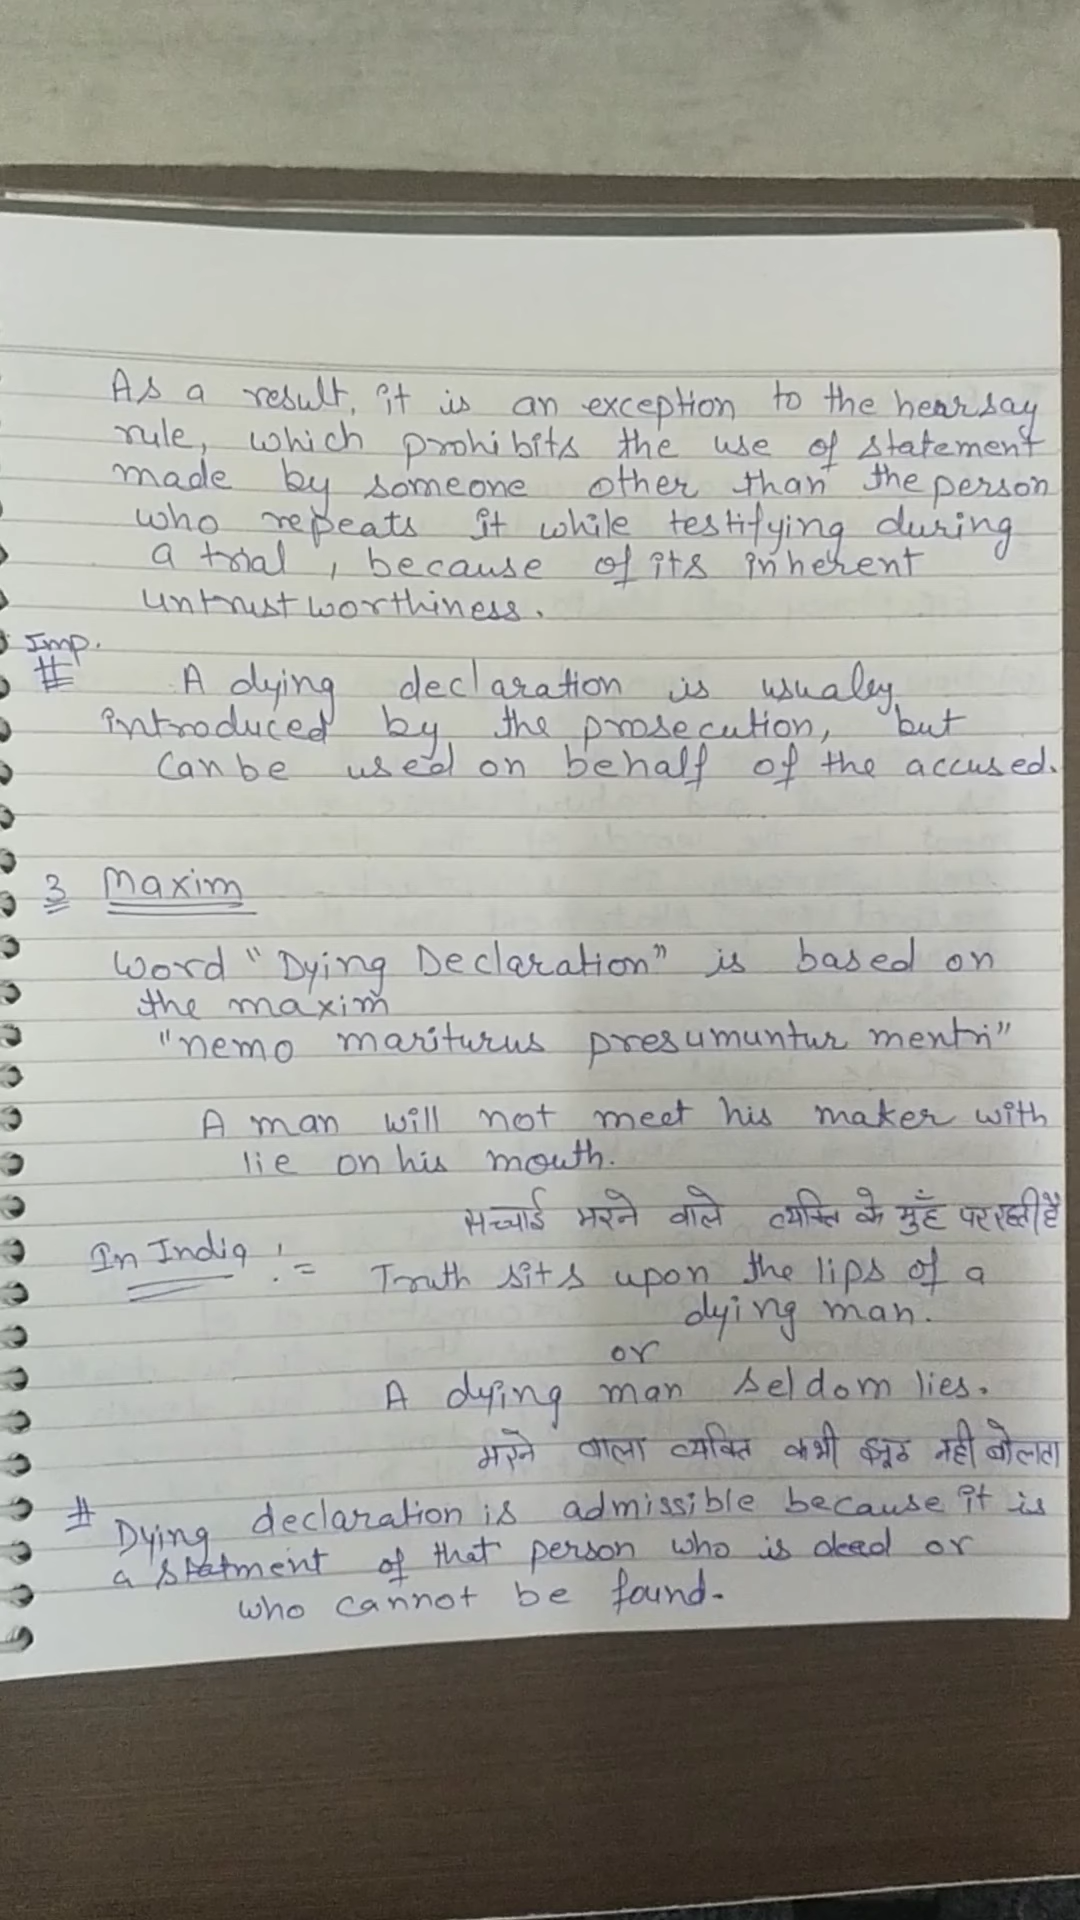 As a result, it is an exception to the hearsay
rule, which prohibits the use of statement
made by someone other than the person
who repeats it while testifying during
a trial, because of its inherent
untrustworthiness.
Imp.
# A dying declaration is usualey
introduced by the prosecution, but
can be used on behalf of the accused.
3 Maxim
Word "Dying Declaration" is based on
the maxim
"nemo mariturus presumuntur mentri"
A man will not meet his maker with
lie on his mouth.
सच्चाई मरने वाले व्यक्ति के मुहँ पर रहती है
In India := Truth sits upon the lips of a
dying man.
or
A dying man seldom lies.
मरने वाला व्यक्ति कभी झूठ नही बोलता
# Dying declaration is admissible because it is
a statment of that person who is dead or
who cannot be found.